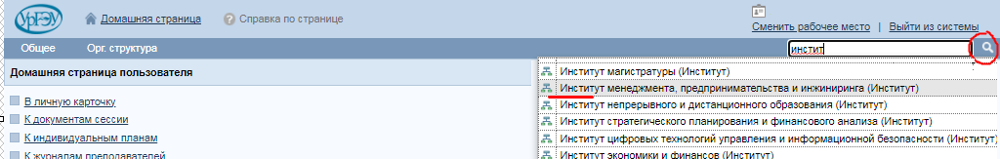 УрГЭУ
Домашняя страница
Справка по странице
Сменить рабочее место | Выйти из системы
Общее
Орг. структура
инстит
Домашняя страница пользователя
В личную карточку
К документам сессии
К индивидуальным планам
К журналам преподавателей
Институт магистратуры (Институт)
Институт менеджмента, предпринимательства и инжиниринга (Институт)
Институт непрерывного и дистанционного образования (Институт)
Институт стратегического планирования и финансового анализа (Институт)
Институт цифровых технологий управления и информационной безопасности (Институт)
Институт экономики и финансов (Институт)